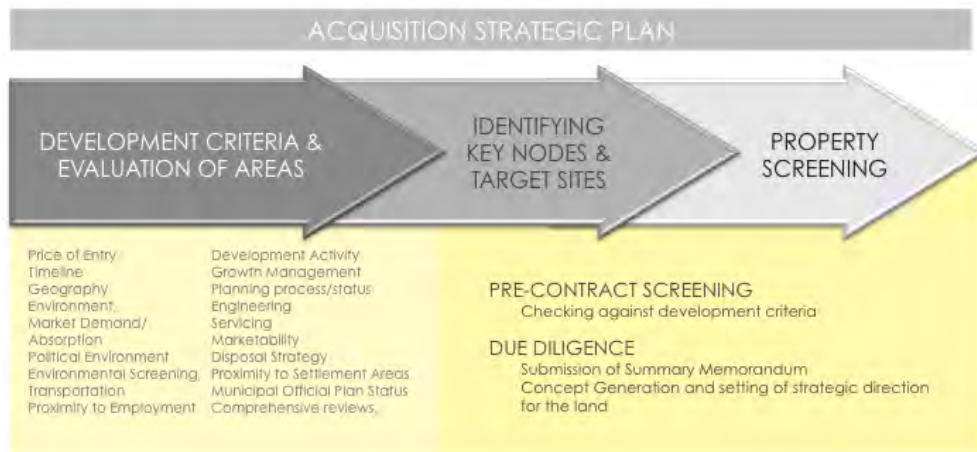 ACQUISITION STRATEGIC PLAN
DEVELOPMENT CRITERIA &
EVALUATION OF AREAS
IDENTIFYING
KEY NODES &
TARGET SITES
PROPERTY
SCREENING
Price of Entry
Timeline
Geography
Environment,
Market Demand/
Absorption
Political Environment
Environmental Screening,
Transportation
Proximity to Employment
Development Activity
Growth Management
Planning process/status
Engineering
Servicing
Marketability
Disposal Strategy
Proximity to Settlement Areas
Municipal Official Plan Status
Comprehensive reviews,
PRE-CONTRACT SCREENING
Checking against development criteria
DUE DILIGENCE
Submission of Summary Memorandum
Concept Generation and setting of strategic direction
for the land